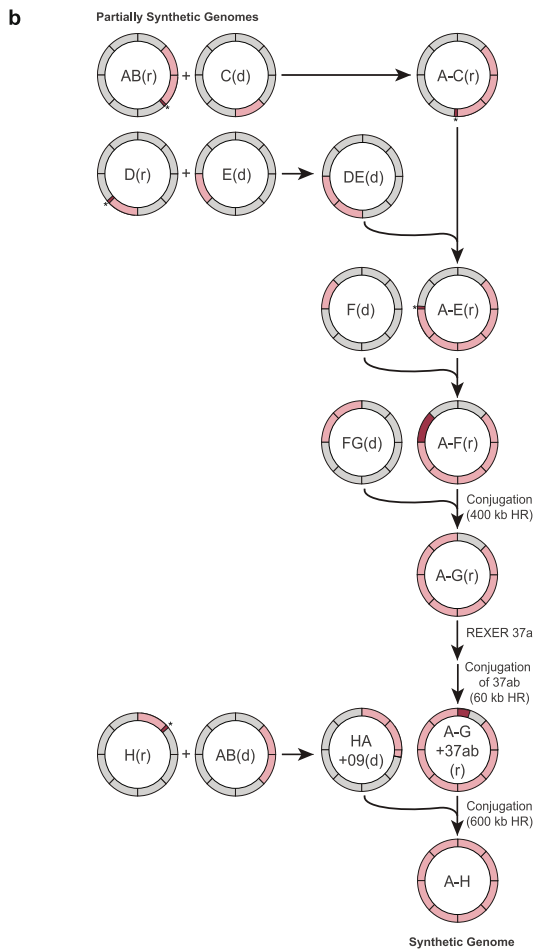 b
Partially Synthetic Genomes
AB(r)
+
C(d)
A-C(r)
*
*
D(r)
+
E(d)
DE(d)
*
F(d)
A-E(r)
*
FG(d)
A-F(r)
Conjugation
(400 kb HR)
A-G(r)
REXER 37a
Conjugation
of 37ab
(60 kb HR)
H(r)
*
+
AB(d)
HA
+09(d)
A-G
+37ab
(r)
Conjugation
(600 kb HR)
A-H
Synthetic Genome